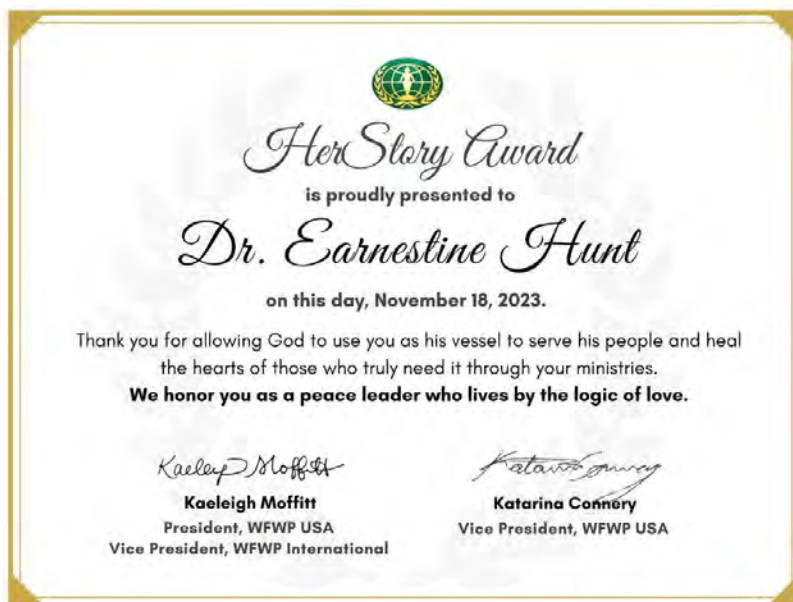 HerStory Award
is proudly presented to
Dr. Earnestine Hunt
on this day, November 18, 2023.
Thank you for allowing God to use you as his vessel to serve his people and heal
the hearts of those who truly need it through your ministries.
We honor you as a peace leader who lives by the logic of love.
Kaeleigh Moffitt
Katarina Connery
Kaeleigh Moffitt
President, WFWP USA
Vice President, WFWP International
Katarina Connery
Vice President, WFWP USA